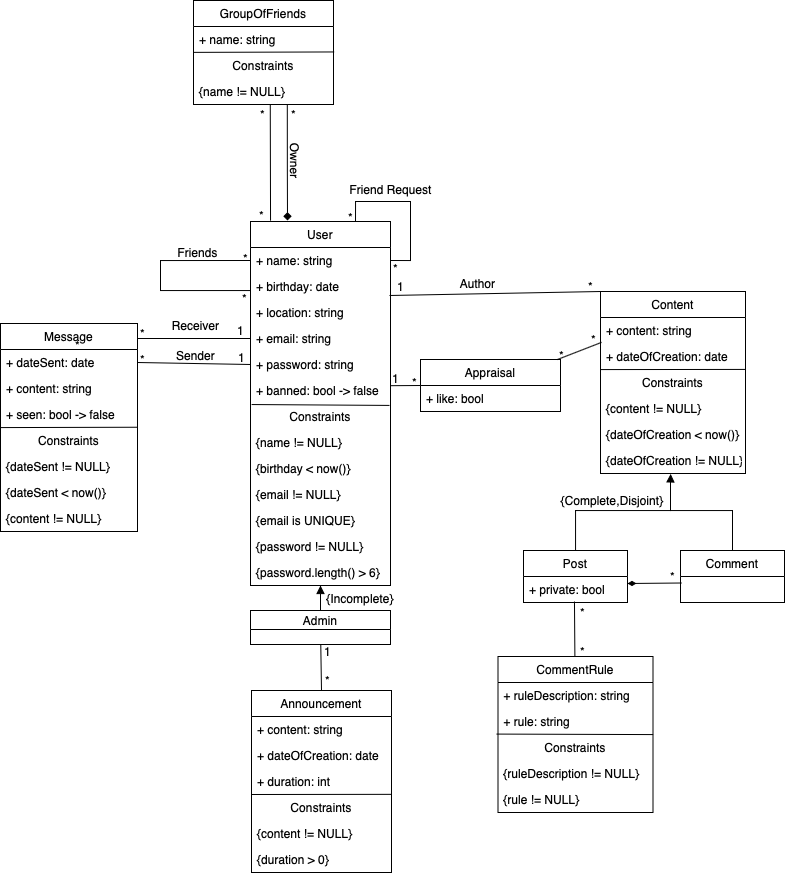 GroupOfFriends
+ name: string
Constraints
{name != NULL}
*
*
Owner
*
Friend Request
*
*
User
+ name: string
+ birthday: date
+ location: string
+ email: string
+ password: string
+ banned: bool -> false
Constraints
{name != NULL}
{birthday < now()}
{email != NULL}
{email is UNIQUE}
{password != NULL}
{password.length() > 6}
Friends
*
*
1
Author
*
Receiver
*
1
Sender
*
1
Message
*
+ dateSent: date
+ content: string
+ seen: bool -> false
Constraints
{dateSent != NULL}
{dateSent < now()}
{content != NULL}
1
*
Appraisal
+ like: bool
*
*
Content
+ content: string
+ dateOfCreation: date
Constraints
{content != NULL}
{dateOfCreation < now()}
{dateOfCreation != NULL}
{Complete,Disjoint}
Post
+ private: bool
*
Comment
*
*
CommentRule
+ ruleDescription: string
+ rule: string
Constraints
{ruleDescription != NULL}
{rule != NULL}
{Incomplete}
Admin
1
*
Announcement
+ content: string
+ dateOfCreation: date
+ duration: int
Constraints
{content != NULL}
{duration > 0}